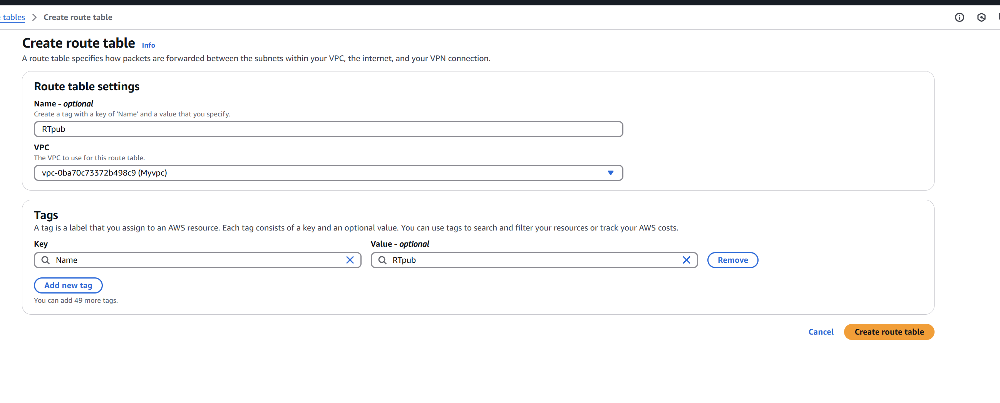 tables > Create route table
Create route table Info
A route table specifies how packets are forwarded between the subnets within your VPC, the internet, and your VPN connection.
Route table settings
Name - optional
Create a tag with a key of 'Name' and a value that you specify.
RTpub
VPC
The VPC to use for this route table.
vpc-0ba70c73372b498c9 (Myvpc)
Tags
A tag is a label that you assign to an AWS resource. Each tag consists of a key and an optional value. You can use tags to search and filter your resources or track your AWS costs.
Key Value - optional
Name RTpub Remove
Add new tag
You can add 49 more tags.
Cancel Create route table